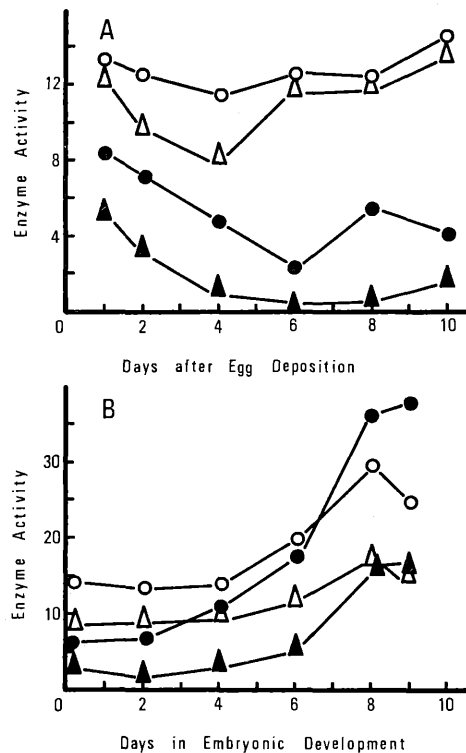 A
12
8
4
Enzyme Activity
0 2 4 6 8 10
Days after Egg Deposition
B
30
20
10
Enzyme Activity
0 2 4 6 8 10
Days in Embryonic Development